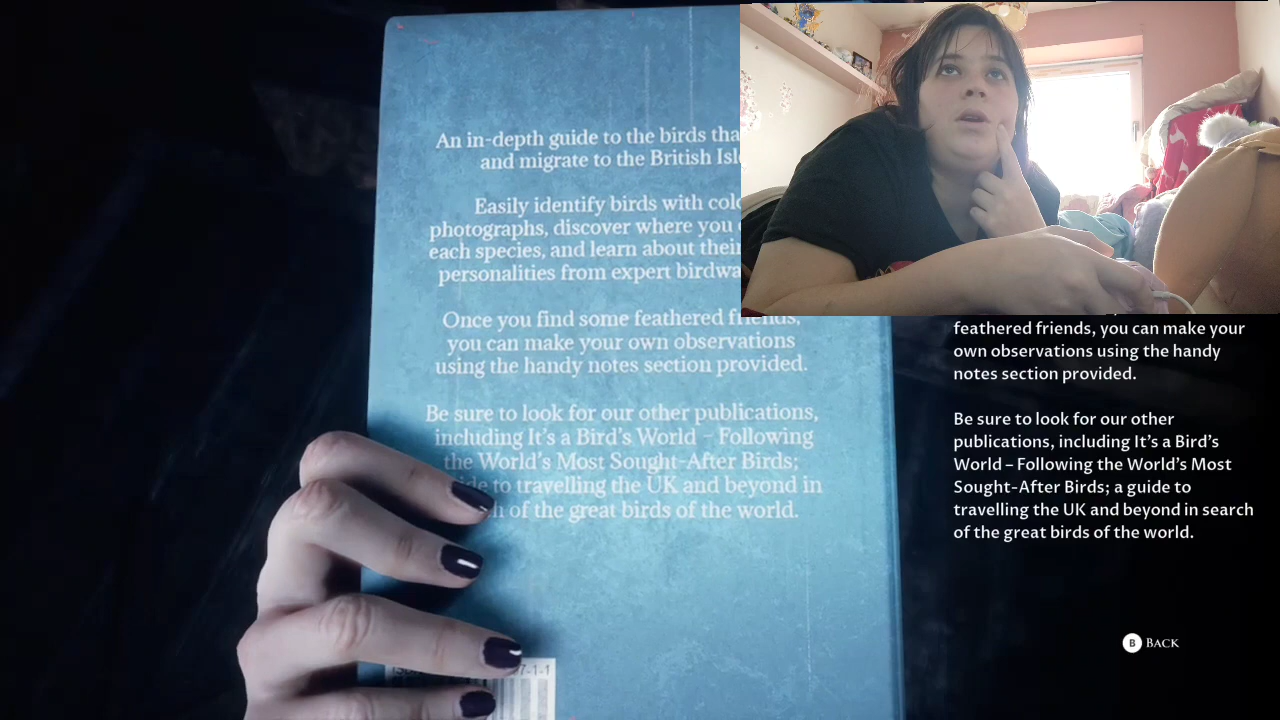 An in-depth guide to the birds
and migrate to the British
Easily identify birds with
photographs, discover where you
each species, and learn about their
personalities from expert
Once you find some feathered friends,
you can make your own observations
using the handy notes section provided.
Be sure to look for our other publications,
including It's a Bird's World – Following
the World's Most Sought-After Birds;
to travelling the UK and beyond in
of the great birds of the world.
7-1-1
feathered friends, you can make your
own observations using the handy
notes section provided.
Be sure to look for our other
publications, including It's a Bird's
World – Following the World's Most
Sought-After Birds; a guide to
travelling the UK and beyond in search
of the great birds of the world.
B BACK